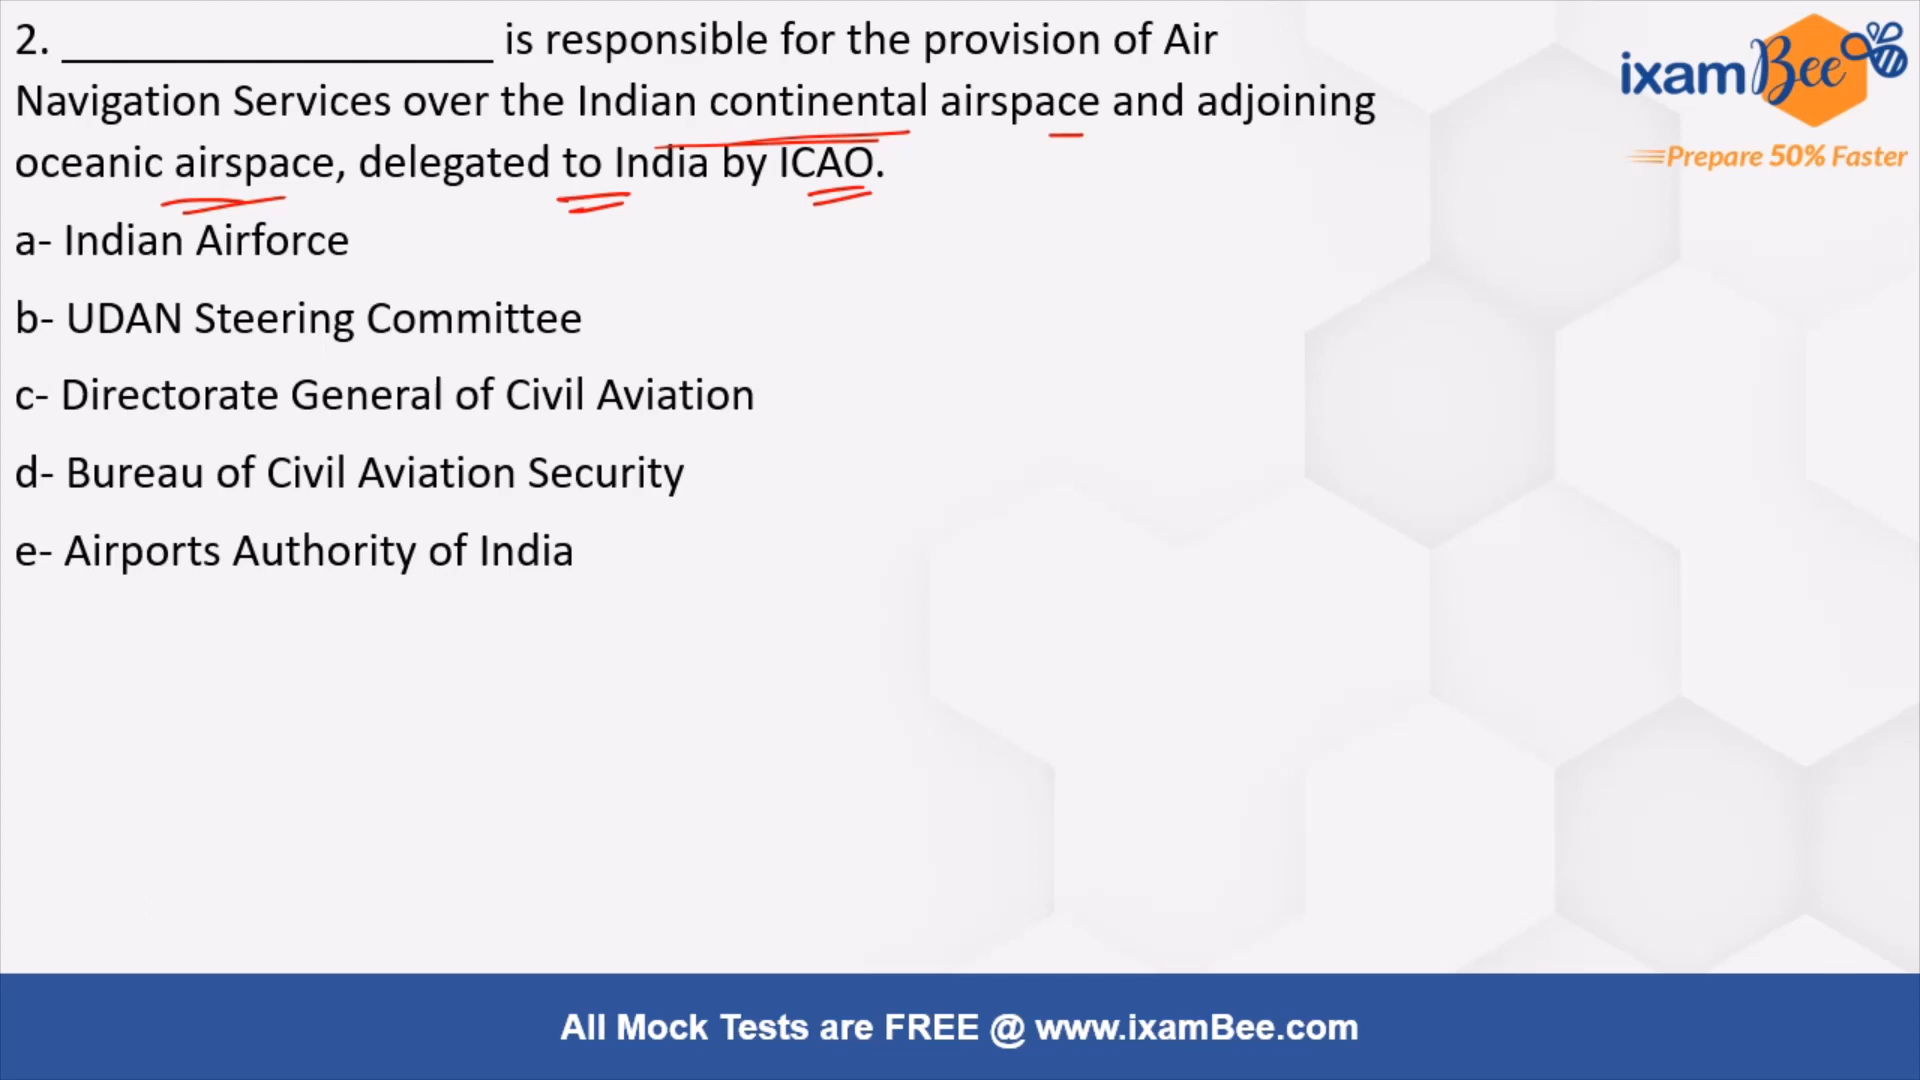 2. ____________________ is responsible for the provision of Air
Navigation Services over the Indian continental airspace and adjoining
oceanic airspace, delegated to India by ICAO.
a- Indian Airforce
b- UDAN Steering Committee
c- Directorate General of Civil Aviation
d- Bureau of Civil Aviation Security
e- Airports Authority of India
ixamBee
Prepare 50% Faster
All Mock Tests are FREE @ www.ixamBee.com